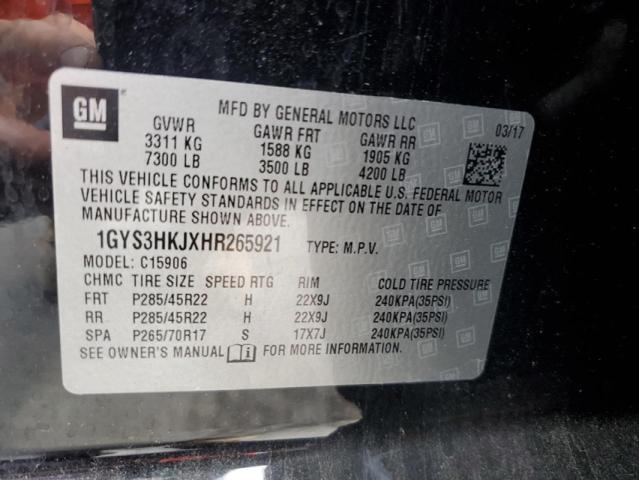 GM
MFD BY GENERAL MOTORS LLC
03/17
GVWR GAWR FRT GAWR RR
3311 KG 1588 KG 1905 KG
7300 LB 3500 LB 4200 LB
THIS VEHICLE CONFORMS TO ALL APPLICABLE U.S. FEDERAL MOTOR
VEHICLE SAFETY STANDARDS IN EFFECT ON THE DATE OF
MANUFACTURE SHOWN ABOVE.
1GYS3HKJXHR265921 TYPE: M.P.V.
MODEL: C15906
CHMC TIRE SIZE SPEED RTG RIM COLD TIRE PRESSURE
FRT P285/45R22 H 22X9J 240KPA(35PSI)
RR P285/45R22 H 22X9J 240KPA(35PSI)
SPA P265/70R17 S 17X7J 240KPA(35PSI)
SEE OWNER'S MANUAL FOR MORE INFORMATION.